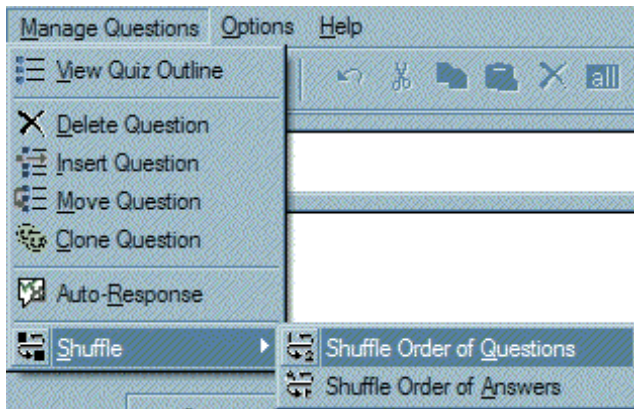 Manage Questions Options Help
View Quiz Outline
all
Delete Question
Insert Question
Move Question
Clone Question
Auto-Response
Shuffle
Shuffle Order of Questions
Shuffle Order of Answers